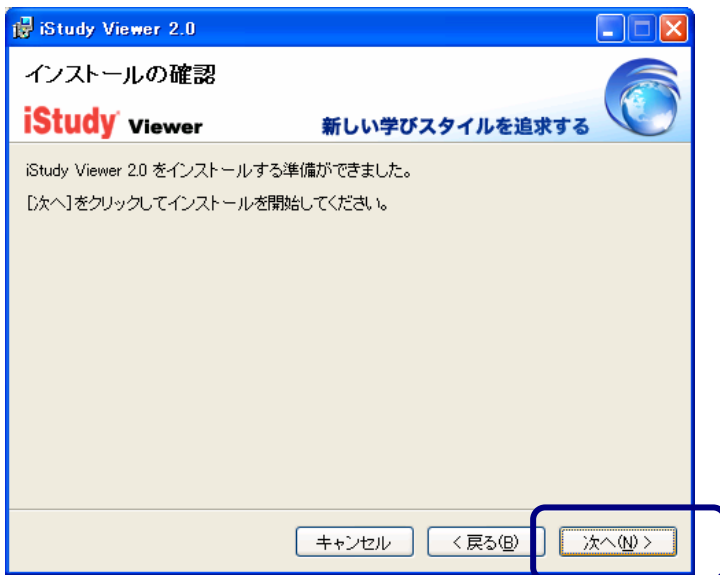 iStudy Viewer 2.0
インストールの確認
iStudy Viewer 新しい学びスタイルを追求する
iStudy Viewer 2.0 をインストールする準備ができました。
[次へ]をクリックしてインストールを開始してください。
キャンセル < 戻る(B) 次へ(N) >